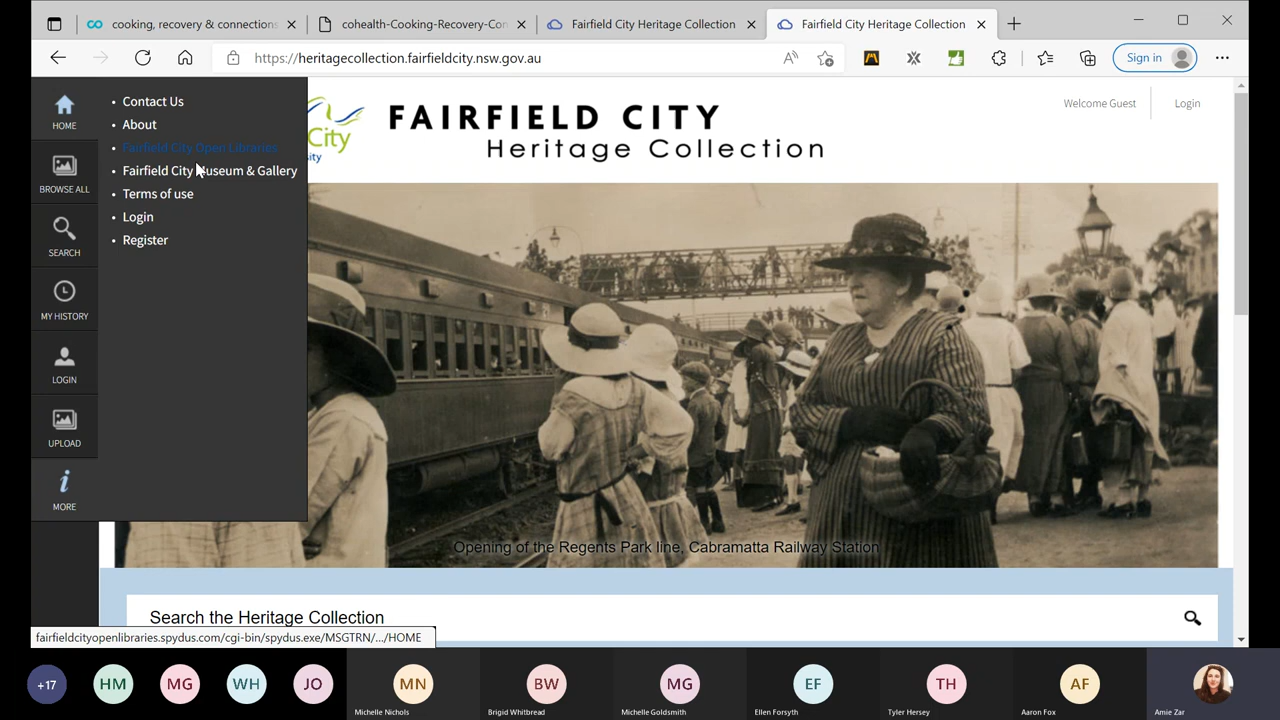 cooking, recovery & connections
cohealth-Cooking-Recovery-Con
Fairfield City Heritage Collection
Fairfield City Heritage Collection
https://heritagecollection.fairfieldcity.nsw.gov.au
Sign in
HOME
BROWSE ALL
SEARCH
MY HISTORY
LOGIN
UPLOAD
MORE
Contact Us
About
Fairfield City Open Libraries
Fairfield City Museum & Gallery
Terms of use
Login
Register
City
FAIRFIELD CITY
Heritage Collection
Welcome Guest
Login
Opening of the Regents Park line, Cabramatta Railway Station
Search the Heritage Collection
fairfieldcityopenlibraries.spydus.com/cgi-bin/spydus.exe/MSGTRN/.../HOME
+17
HM
MG
WH
JO
MN
Michelle Nichols
BW
Brigid Whitbread
MG
Michelle Goldsmith
EF
Ellen Forsyth
TH
Tyler Hersey
AF
Aaron Fox
Amie Zar